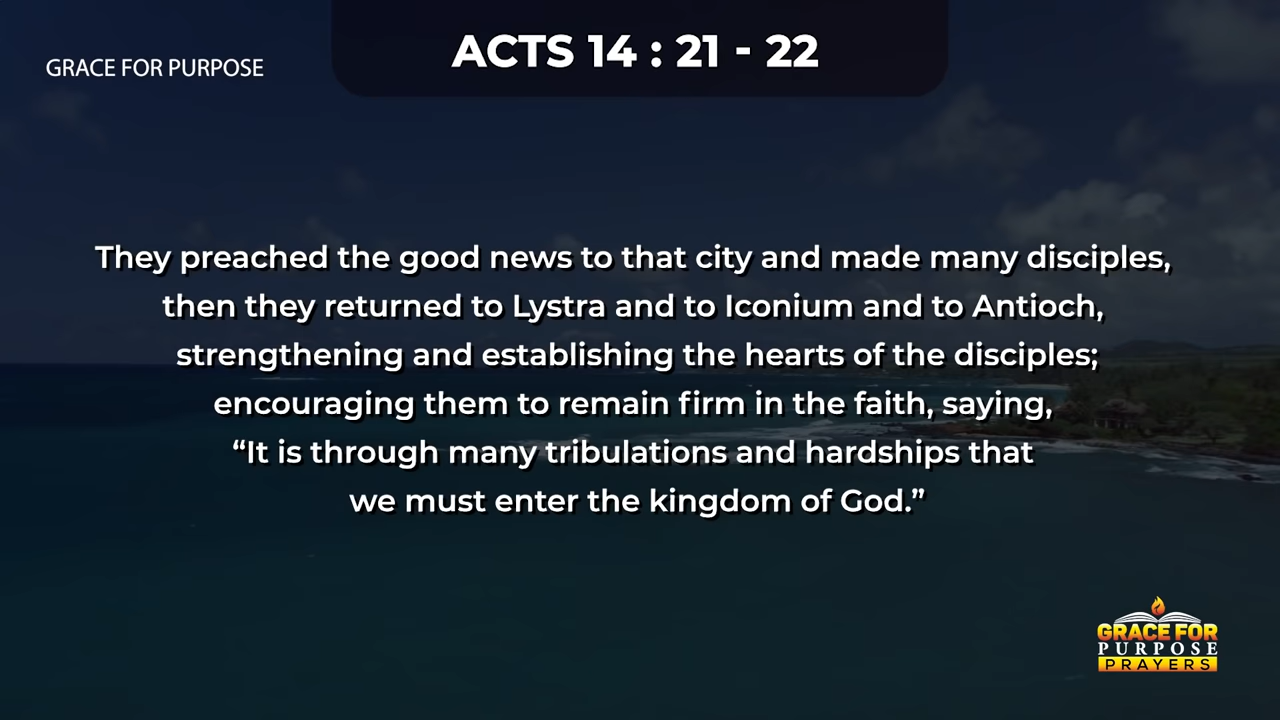 GRACE FOR PURPOSE
ACTS 14 : 21 - 22
They preached the good news to that city and made many disciples,
then they returned to Lystra and to Iconium and to Antioch,
strengthening and establishing the hearts of the disciples;
encouraging them to remain firm in the faith, saying,
“It is through many tribulations and hardships that
we must enter the kingdom of God.”
GRACE FOR
PURPOSE
PRAYERS